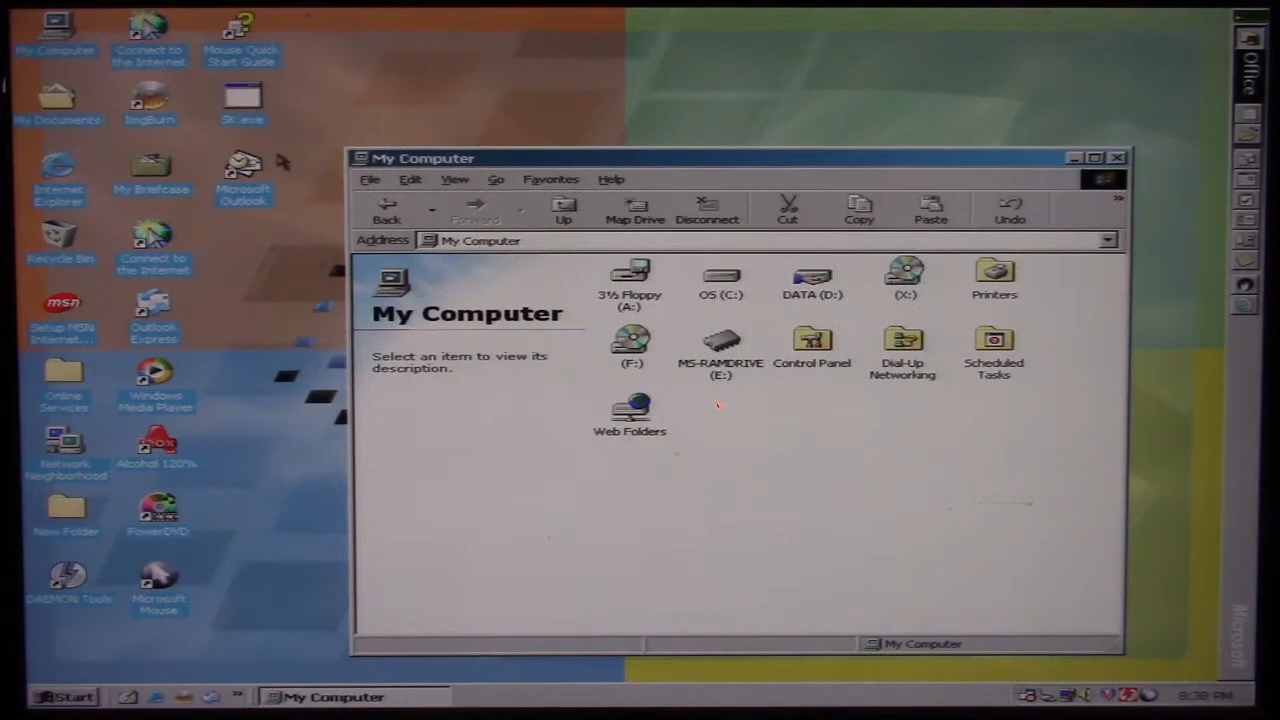 My Computer
Connect to
the Internet
Mouse Quick
Start Guide
My Documents
ImgBurn
SK.exe
Internet
Explorer
My Briefcase
Microsoft
Outlook
Recycle Bin
Connect to
the Internet
msn
Setup MSN
Internet...
Outlook
Express
Online
Services
Windows
Media Player
Network
Neighborhood
Alcohol 120%
New Folder
PowerDVD
DAEMON Tools
Microsoft
Mouse
My Computer
File Edit View Go Favorites Help
Back Forward Up Map Drive Disconnect Cut Copy Paste Undo »
Address My Computer
My Computer
Select an item to view its
description.
3½ Floppy
(A:)
OS (C:)
DATA (D:)
(X:)
Printers
(F:)
MS-RAMDRIVE
(E:)
Control Panel
Dial-Up
Networking
Scheduled
Tasks
Web Folders
My Computer
Office
Microsoft
Start » My Computer 8:38 PM